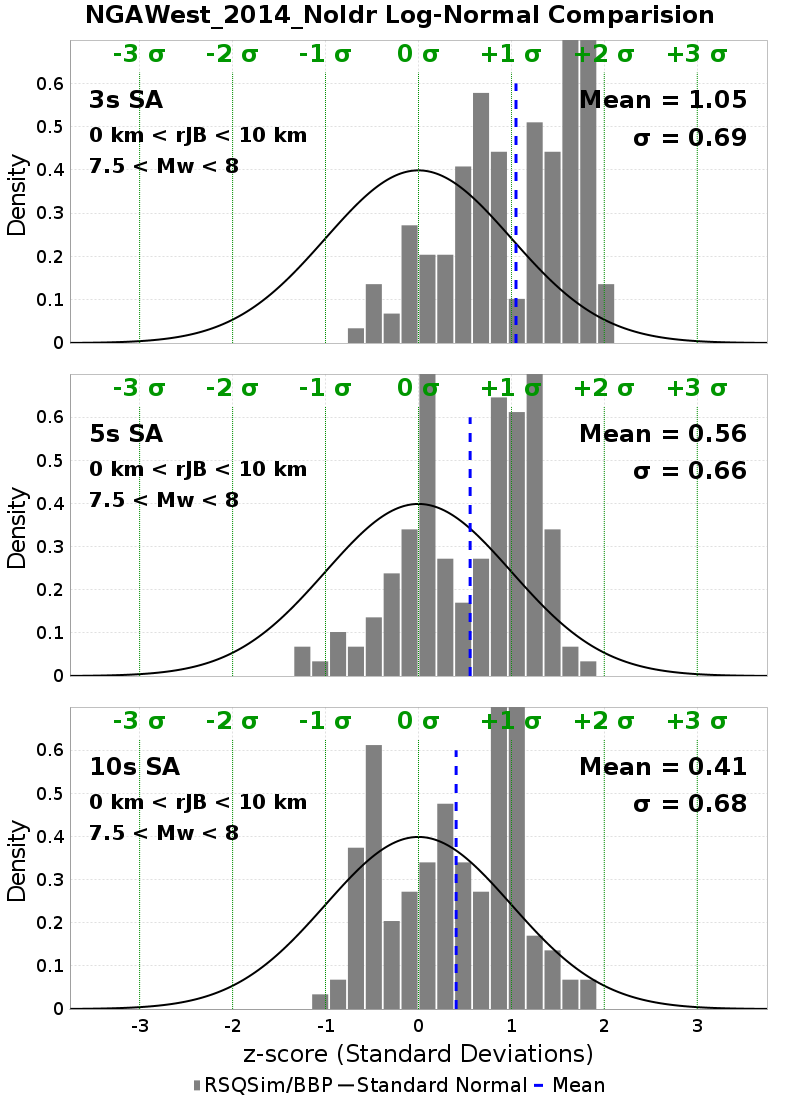 NGAWest_2014_NoIdr Log-Normal Comparision
-3 σ -2 σ -1 σ 0 σ +1 σ +2 σ +3 σ
3s SA
Mean = 1.05
0 km < rJB < 10 km
σ = 0.69
7.5 < Mw < 8
Density
0.6
0.5
0.4
0.3
0.2
0.1
0
-3 σ -2 σ -1 σ 0 σ +1 σ +2 σ +3 σ
5s SA
Mean = 0.56
0 km < rJB < 10 km
σ = 0.66
7.5 < Mw < 8
Density
0.6
0.5
0.4
0.3
0.2
0.1
0
-3 σ -2 σ -1 σ 0 σ +1 σ +2 σ +3 σ
10s SA
Mean = 0.41
0 km < rJB < 10 km
σ = 0.68
7.5 < Mw < 8
Density
0.6
0.5
0.4
0.3
0.2
0.1
0
-3 -2 -1 0 1 2 3
z-score (Standard Deviations)
RSQSim/BBP Standard Normal Mean